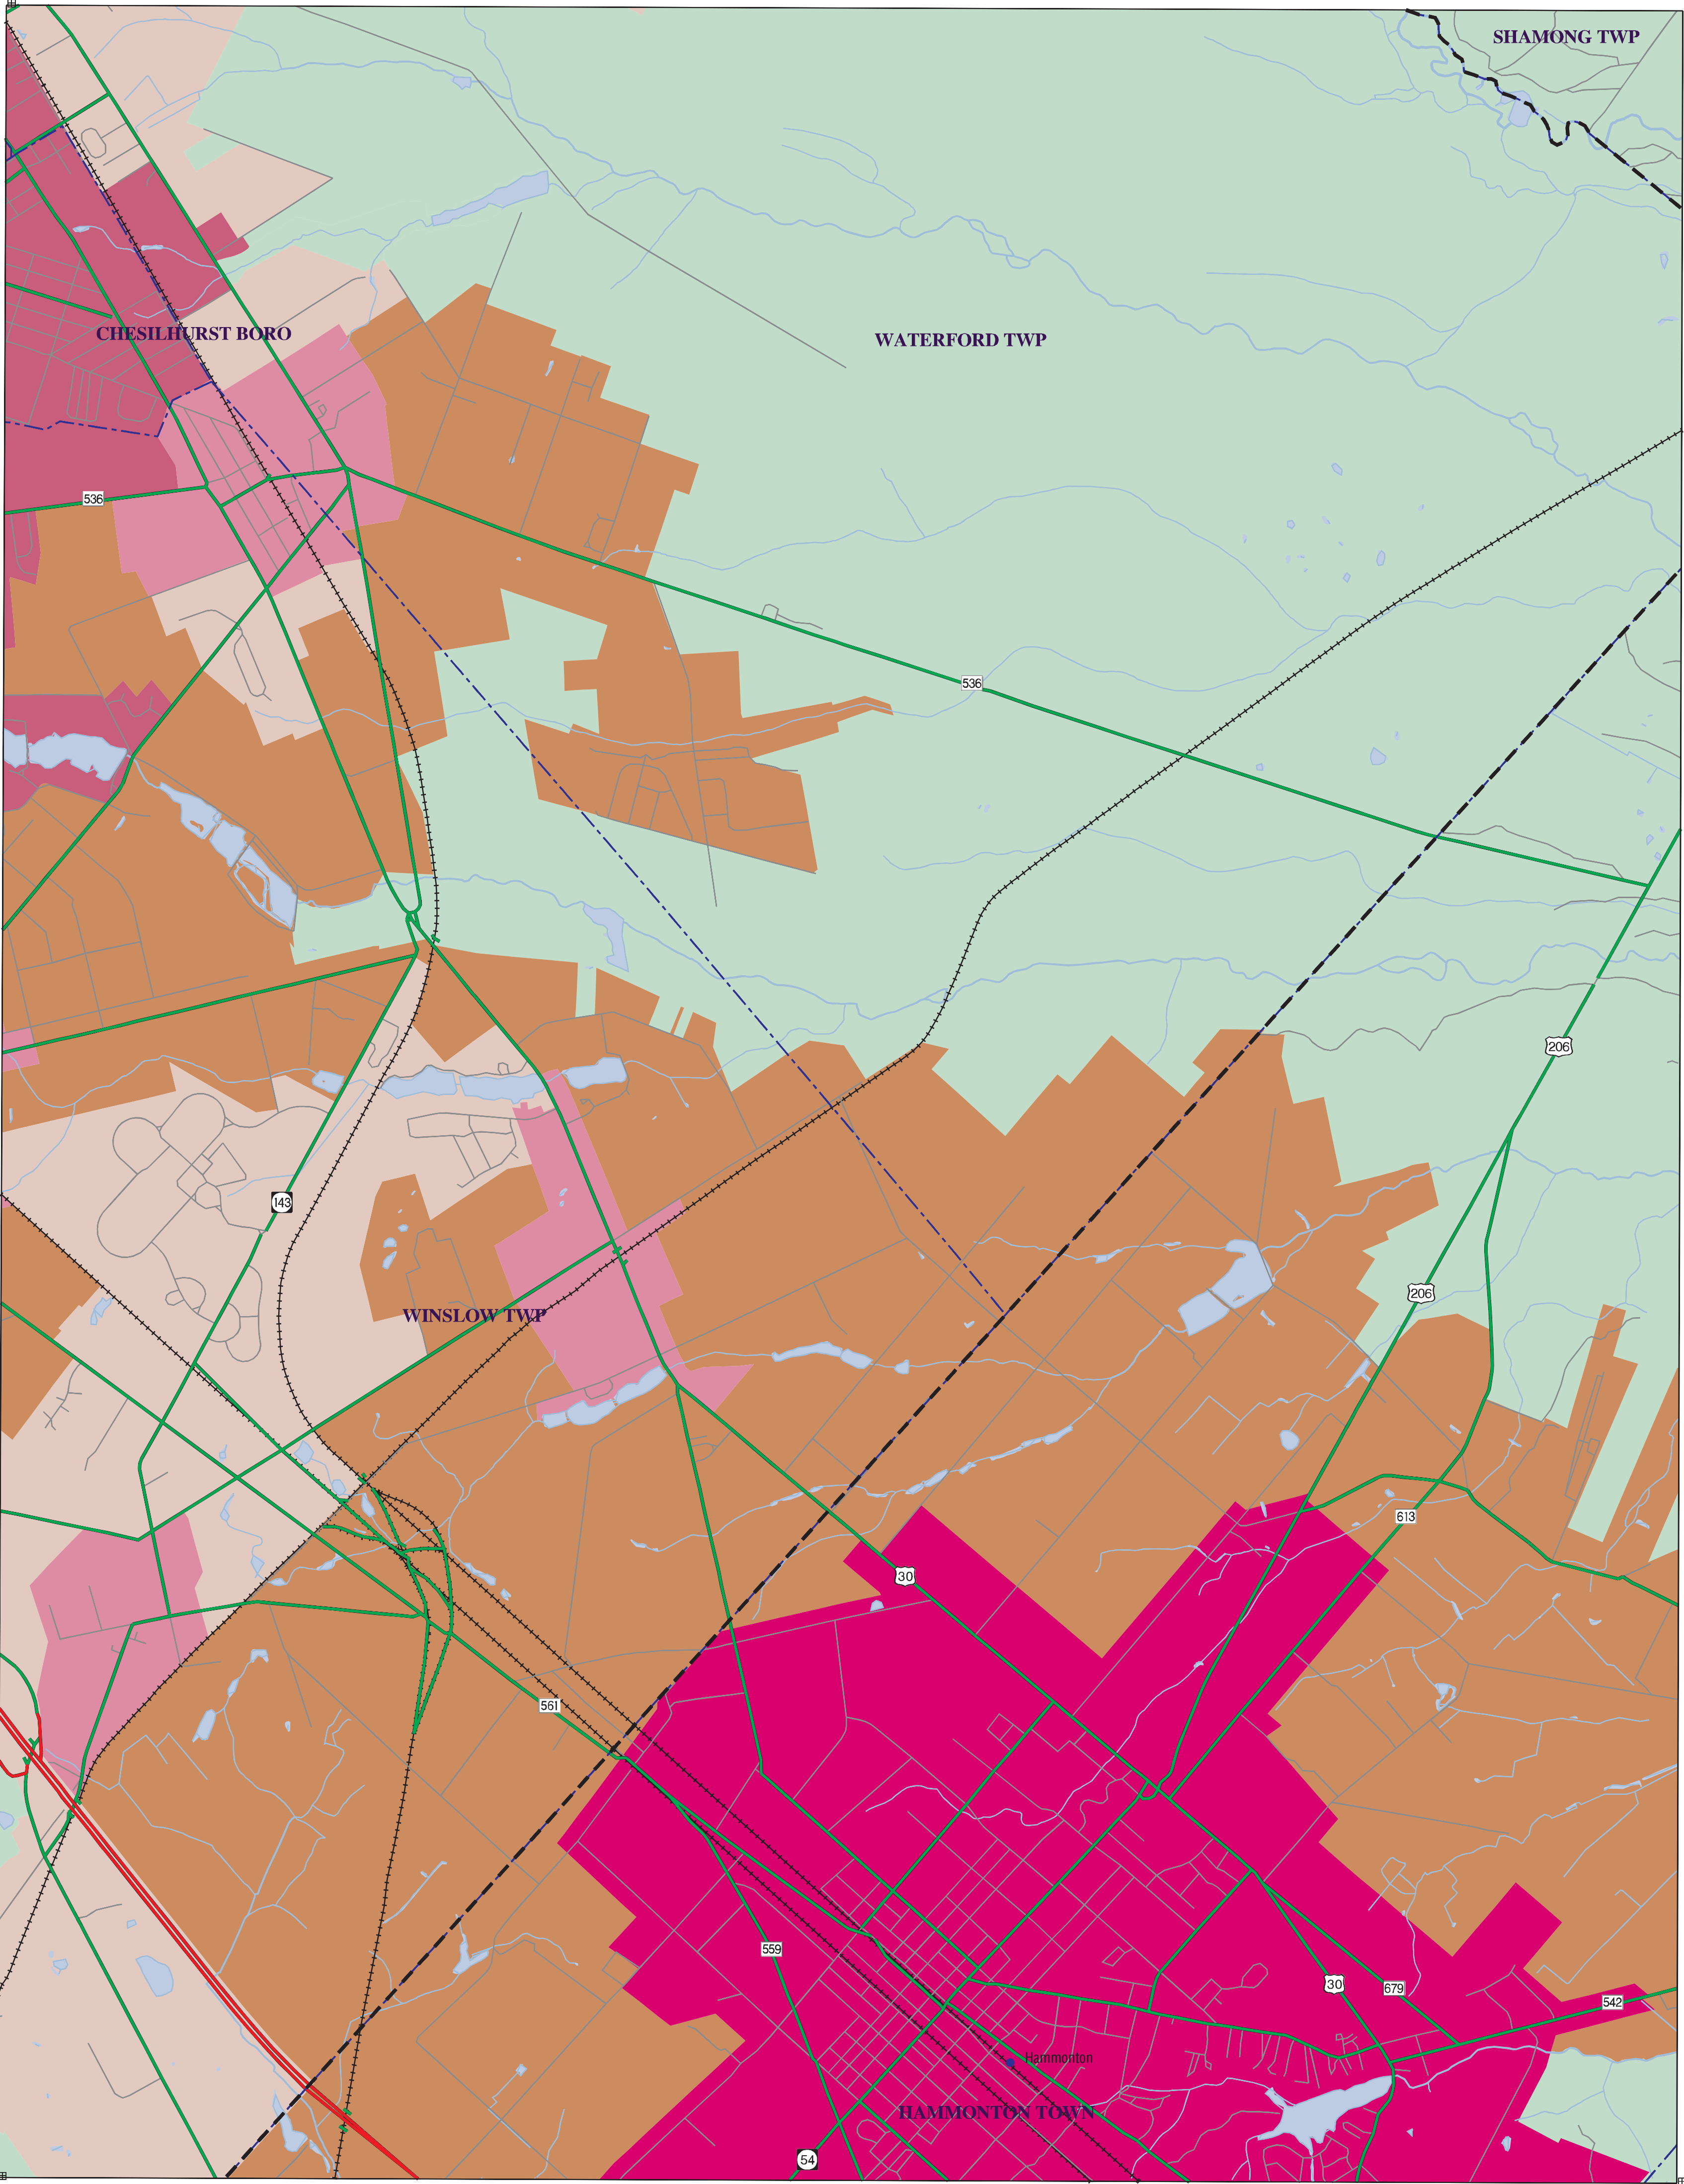 SHAMONG TWP
CHESILHURST BORO
WATERFORD TWP
536
536
206
143
206
WINSLOW TWP
613
30
561
559
30
679
542
Hammonton
HAMMONTON TOWN
54